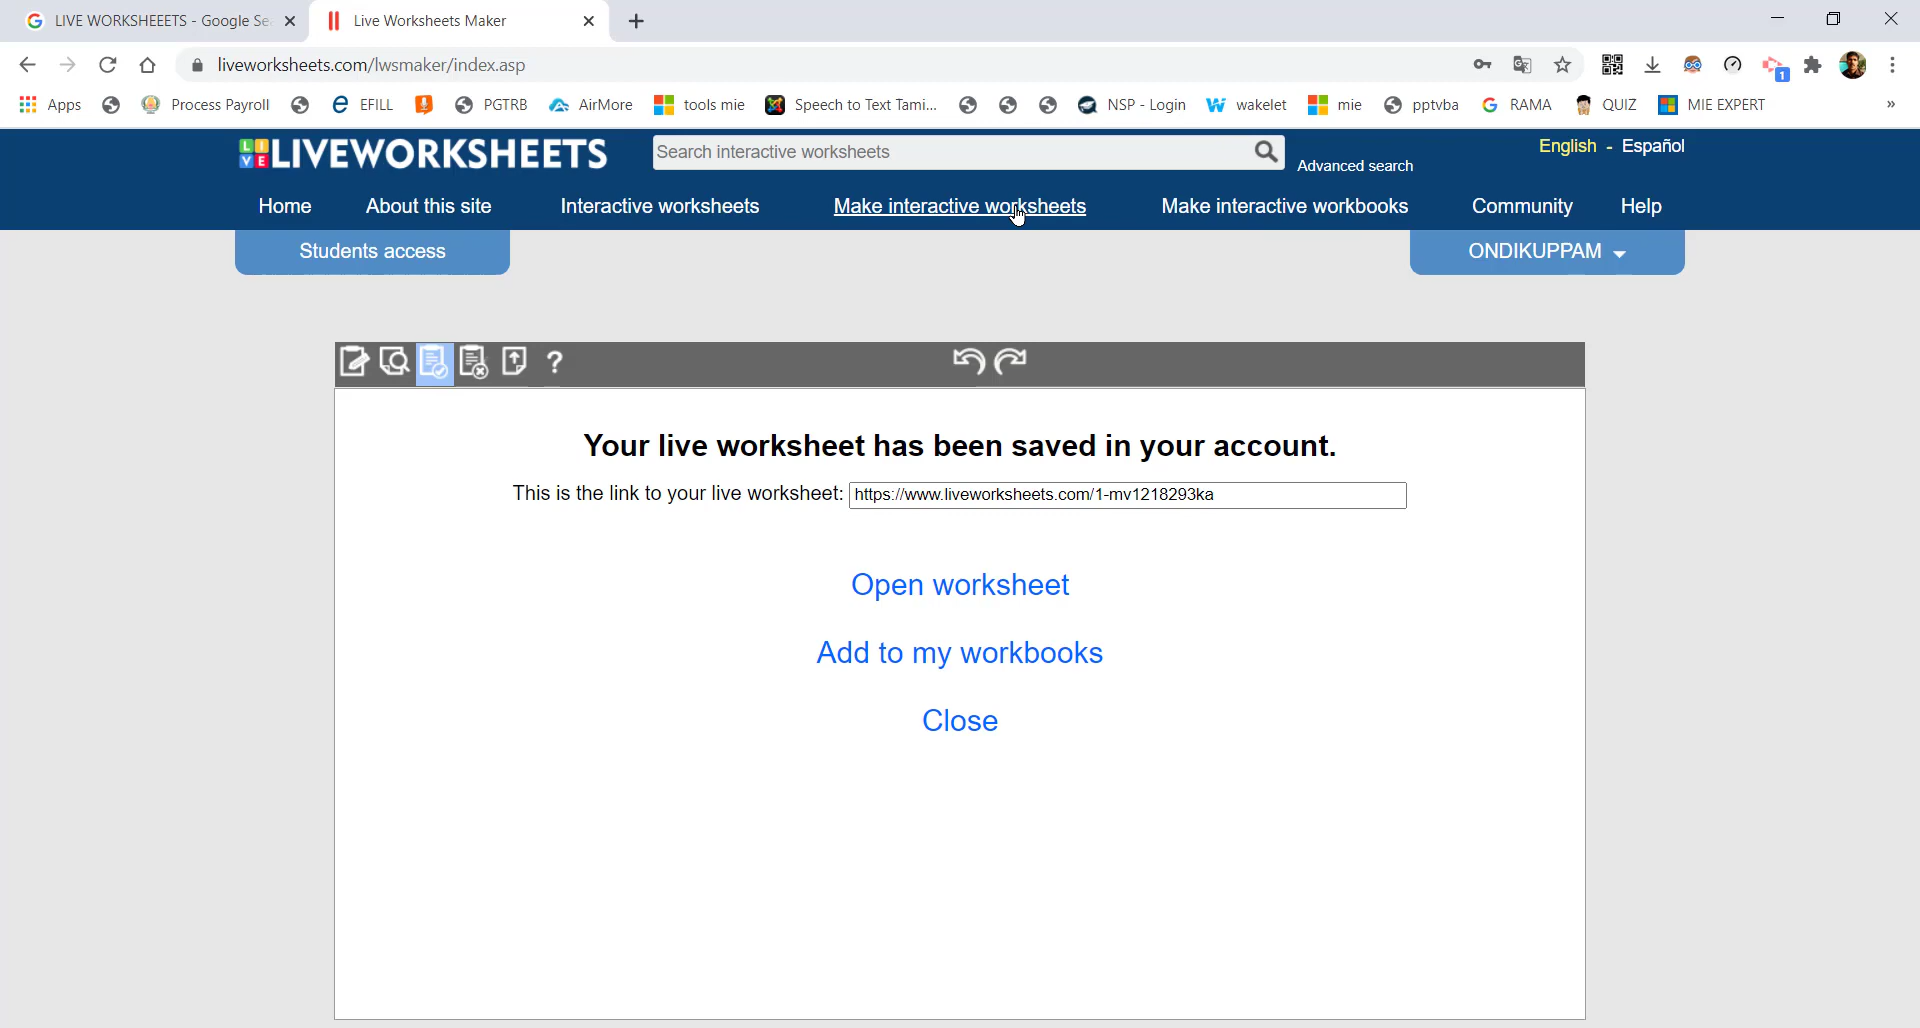 LIVE WORKSHEEETS - Google Se
Live Worksheets Maker
liveworksheets.com/lwsmaker/index.asp
1
Apps
Process Payroll
EFILL
PGTRB
AirMore
tools mie
Speech to Text Tami...
NSP - Login
wakelet
mie
pptvba
RAMA
QUIZ
MIE EXPERT
»
LIVE LIVEWORKSHEETS
Search interactive worksheets
Advanced search
English - Español
Home
About this site
Interactive worksheets
Make interactive worksheets
Make interactive workbooks
Community
Help
Students access
ONDIKUPPAM
?
Your live worksheet has been saved in your account.
This is the link to your live worksheet: https://www.liveworksheets.com/1-mv1218293ka
Open worksheet
Add to my workbooks
Close